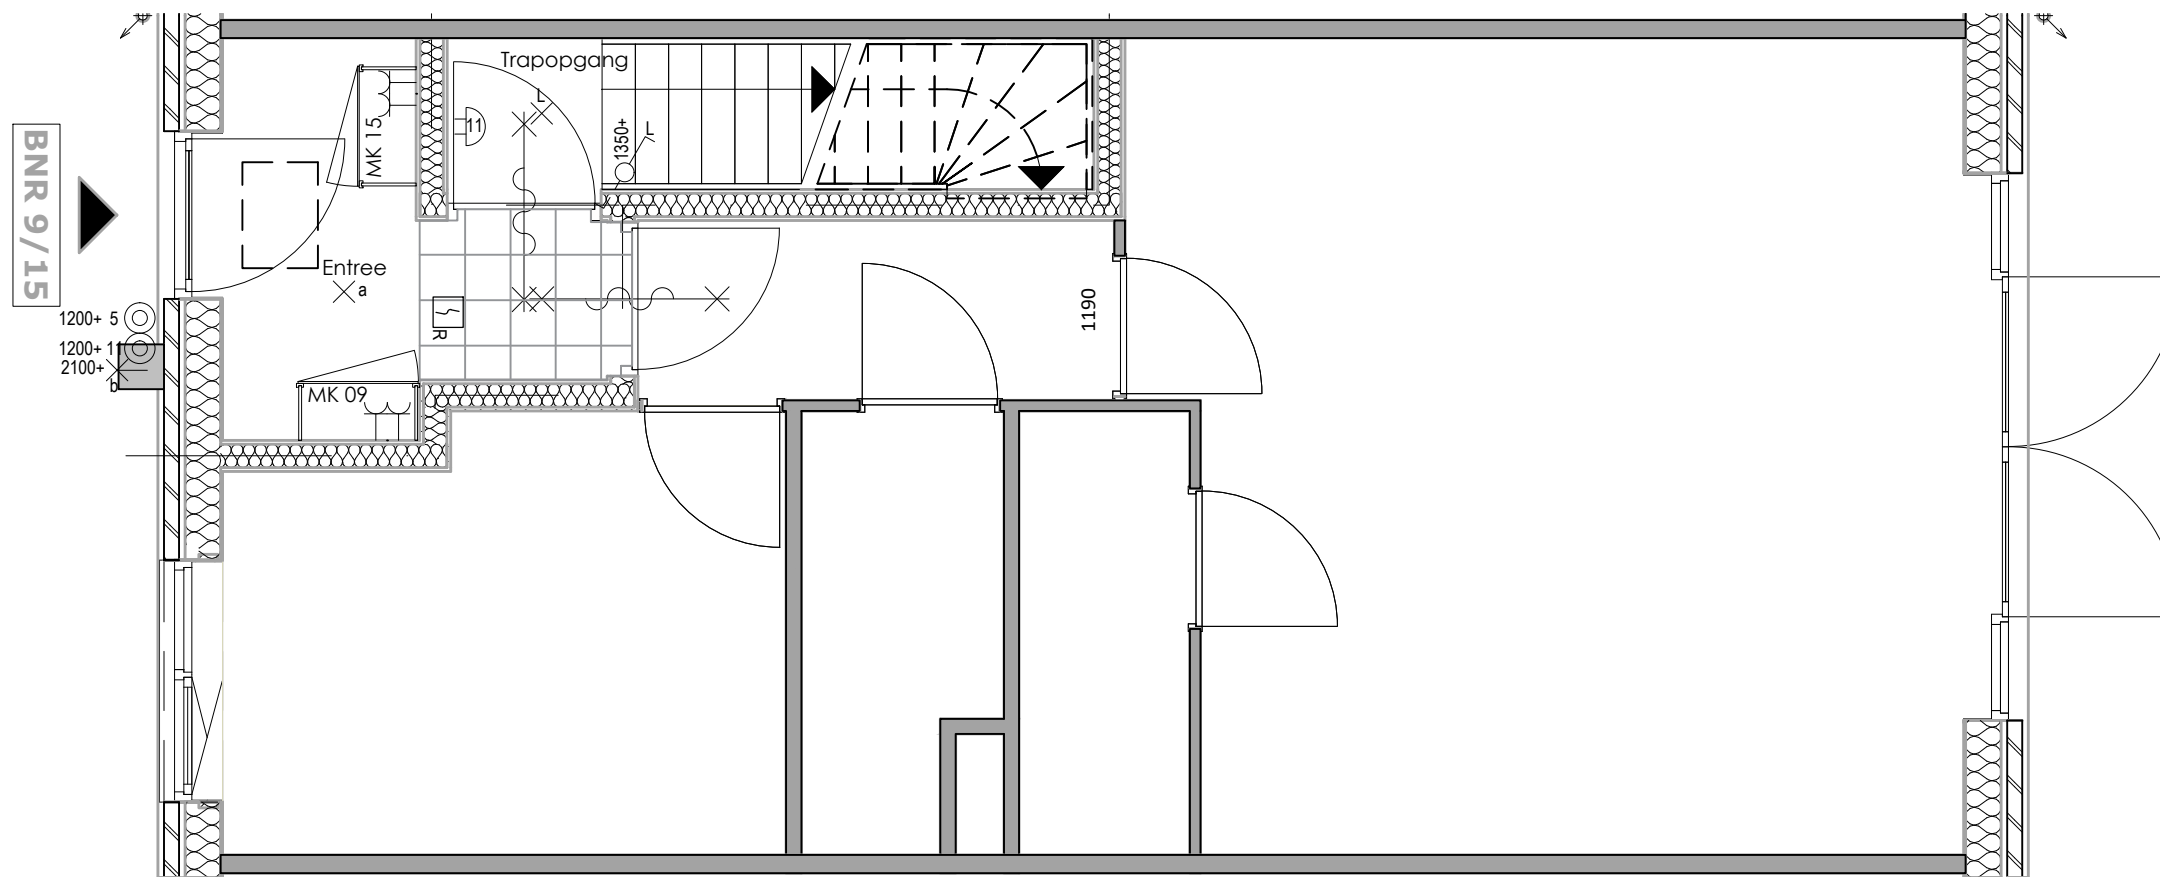 BNR 9/15
Trapopgang
L
MK 15
11
1350+
L
Entree
a
R
1200+ 5
1200+ 11
2100+
b
MK 09
1190